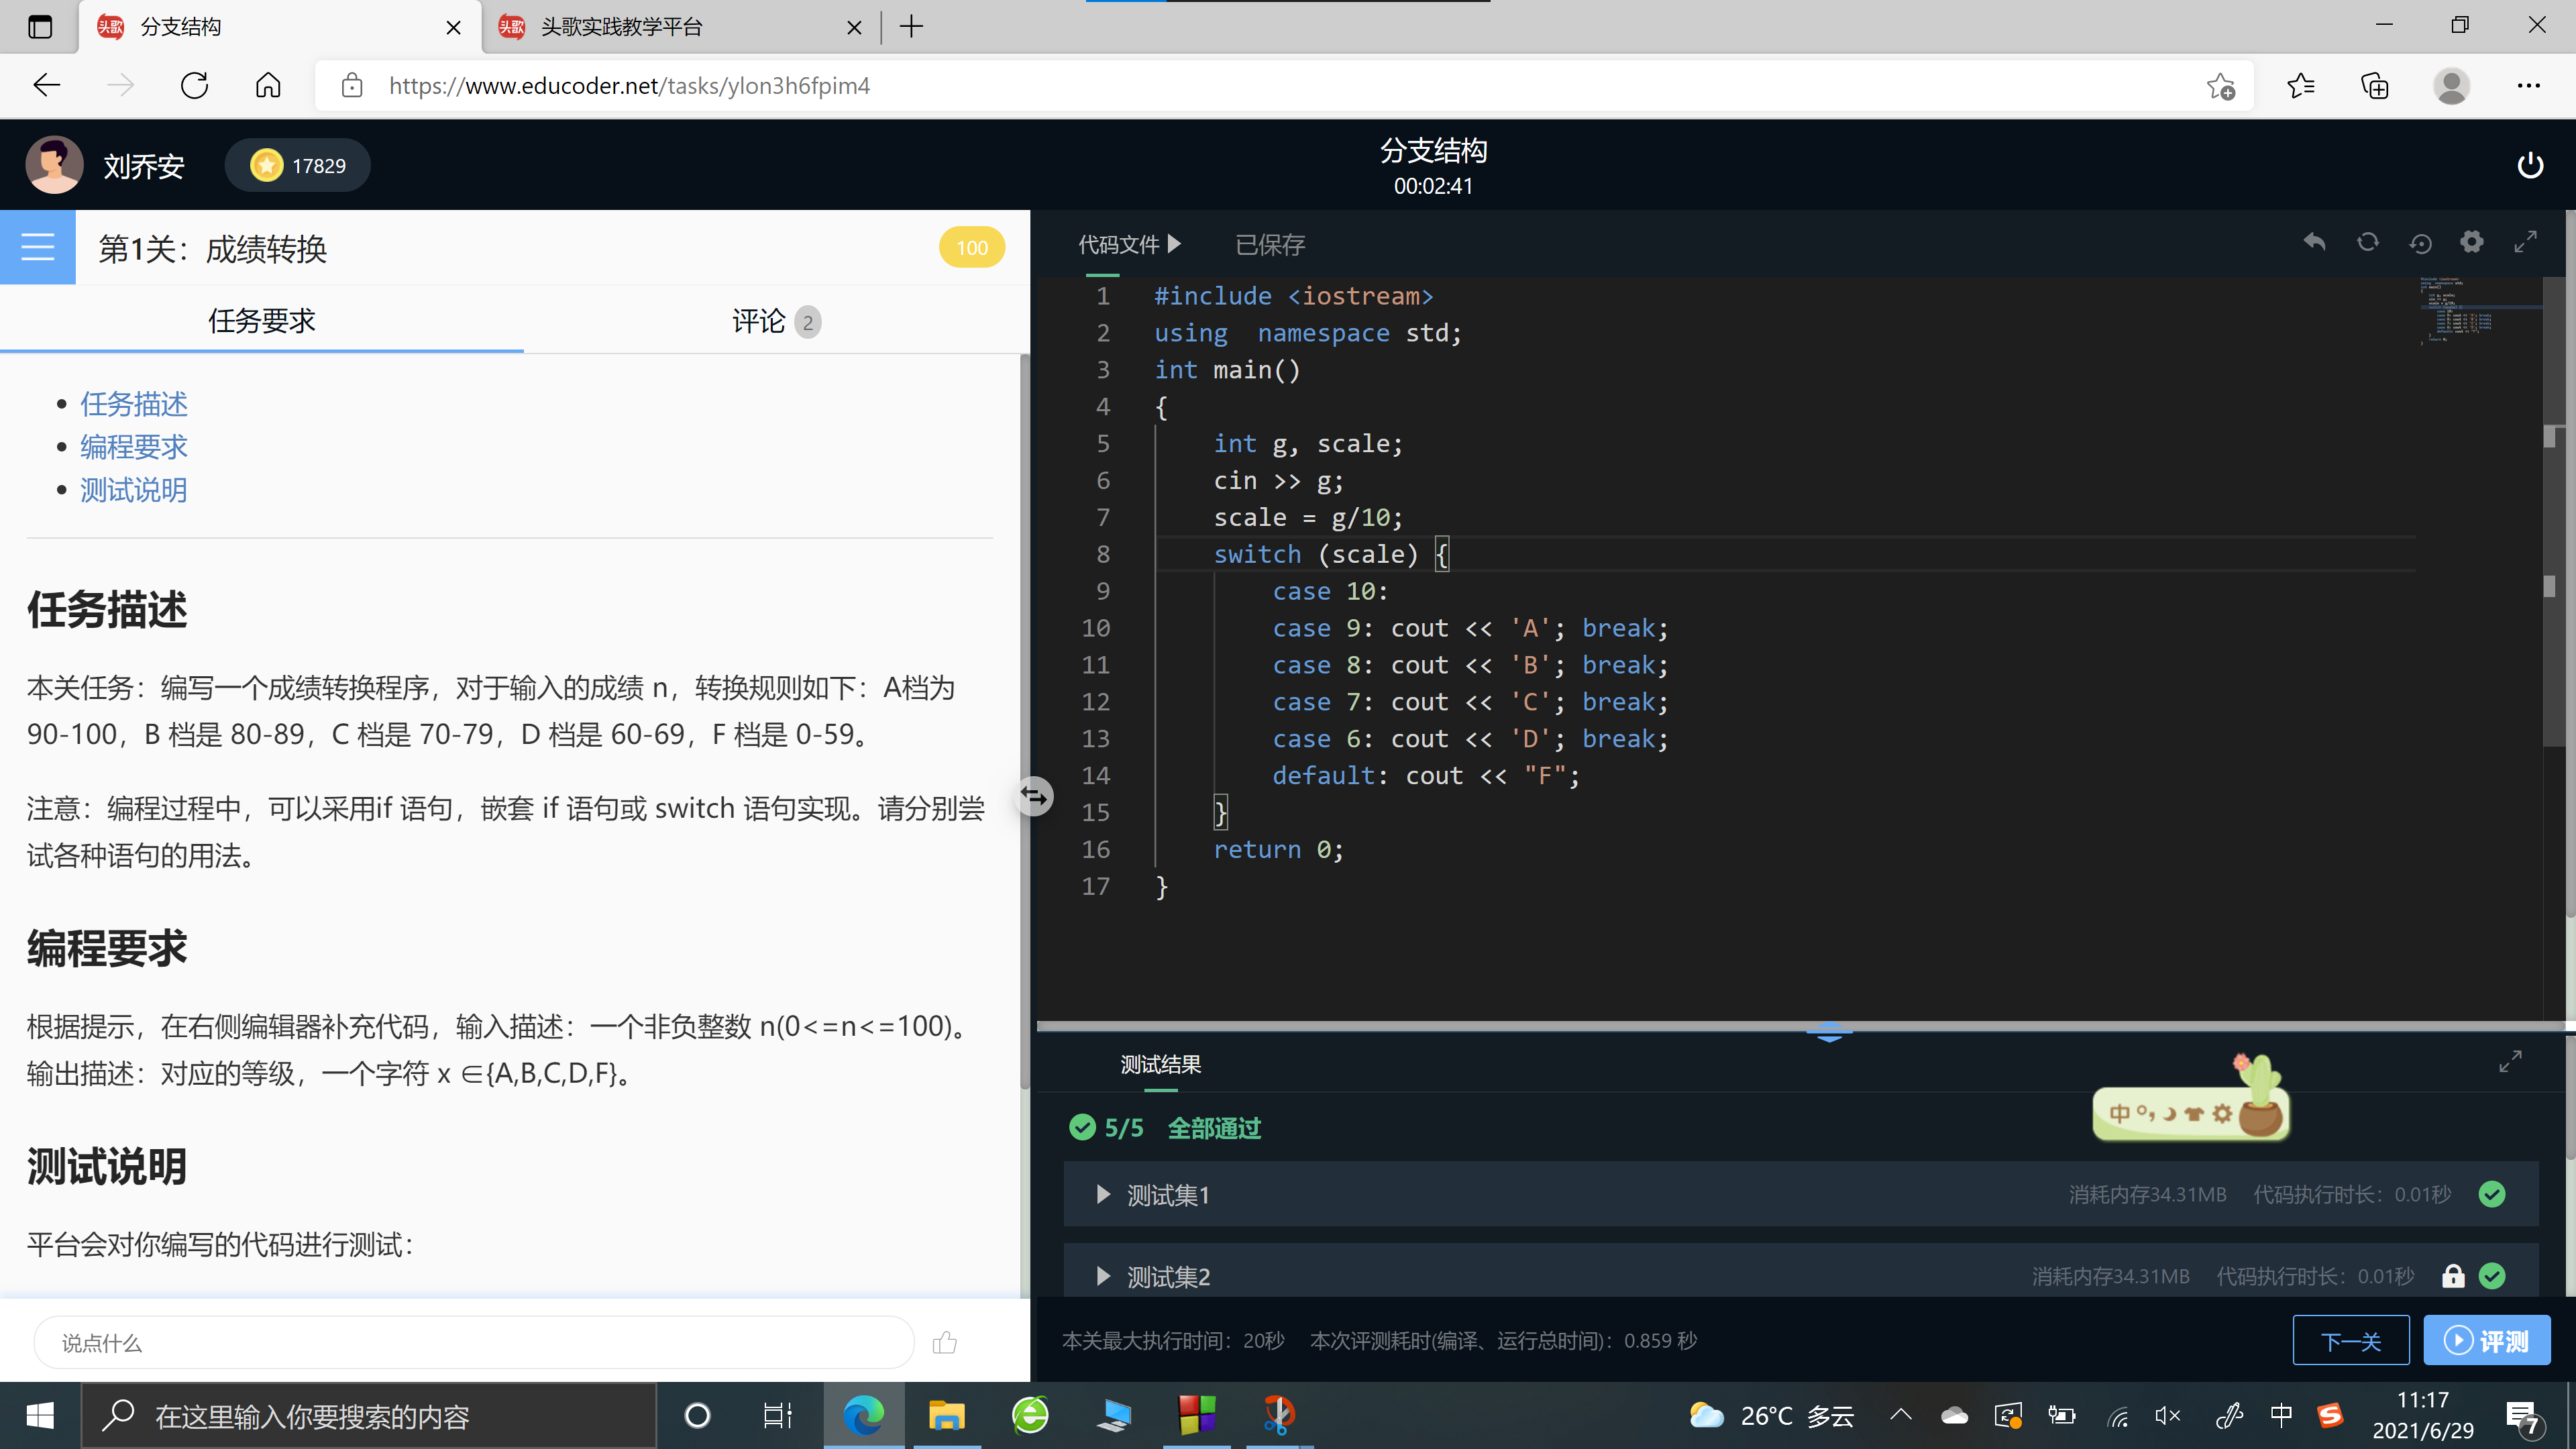 分支结构
头歌实践教学平台
https://www.educoder.net/tasks/ylon3h6fpim4
刘乔安
17829
分支结构
00:02:41
第1关：成绩转换
100
任务要求
评论 2
任务描述
编程要求
测试说明
任务描述
本关任务：编写一个成绩转换程序，对于输入的成绩 n，转换规则如下：A档为
90-100，B 档是 80-89，C 档是 70-79，D 档是 60-69，F 档是 0-59。
注意：编程过程中，可以采用if 语句，嵌套 if 语句或 switch 语句实现。请分别尝
试各种语句的用法。
编程要求
根据提示，在右侧编辑器补充代码，输入描述：一个非负整数 n(0<=n<=100)。
输出描述：对应的等级，一个字符 x ∈{A,B,C,D,F}。
测试说明
平台会对你编写的代码进行测试：
说点什么
代码文件
已保存
1 #include <iostream>
2 using  namespace std;
3 int main()
4 {
5     int g, scale;
6     cin >> g;
7     scale = g/10;
8     switch (scale) {
9         case 10:
10         case 9: cout << 'A'; break;
11         case 8: cout << 'B'; break;
12         case 7: cout << 'C'; break;
13         case 6: cout << 'D'; break;
14         default: cout << "F";
15     }
16     return 0;
17 }
测试结果
中
5/5 全部通过
测试集1
消耗内存34.31MB 代码执行时长：0.01秒
测试集2
消耗内存34.31MB 代码执行时长：0.01秒
本关最大执行时间：20秒 本次评测耗时(编译、运行总时间)：0.859 秒
下一关
评测
在这里输入你要搜索的内容
26°C 多云
中
11:17
2021/6/29
7